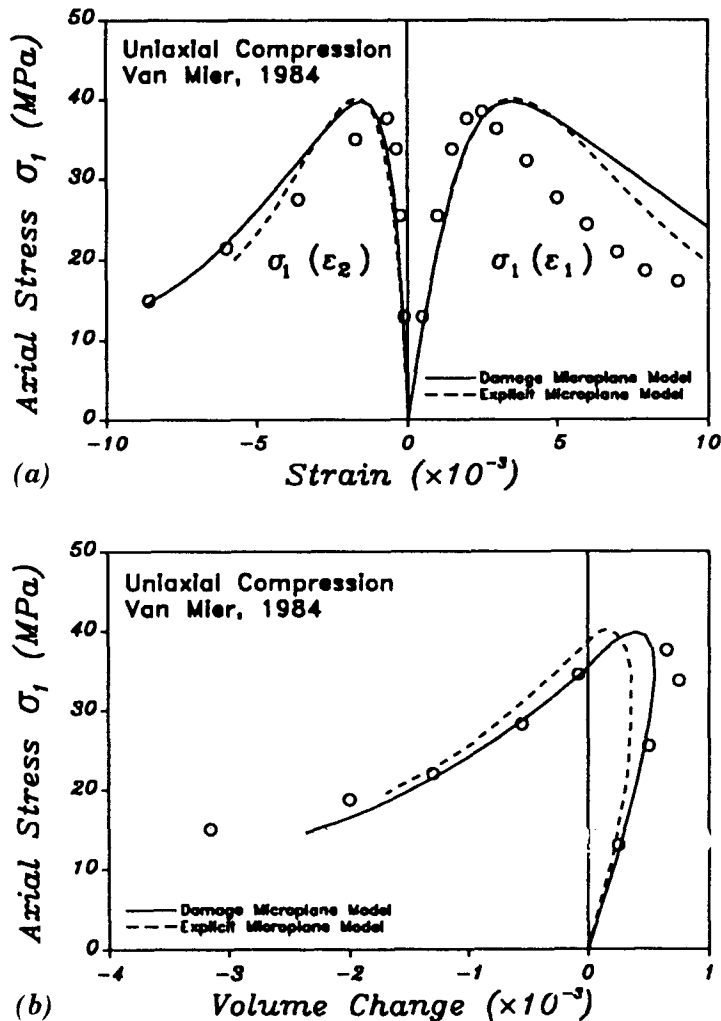 50
40
30
20
10
0
Axial Stress σ₁ (MPa)
Uniaxial Compression
Van Mier, 1984
σ₁ (ε₂)
σ₁ (ε₁)
Damage Microplane Model
Explicit Microplane Model
−10 −5 0 5 10
(a) Strain (×10⁻³)
50
40
30
20
10
0
Axial Stress σ₁ (MPa)
Uniaxial Compression
Van Mier, 1984
Damage Microplane Model
Explicit Microplane Model
−4 −3 −2 −1 0 1
(b) Volume Change (×10⁻³)